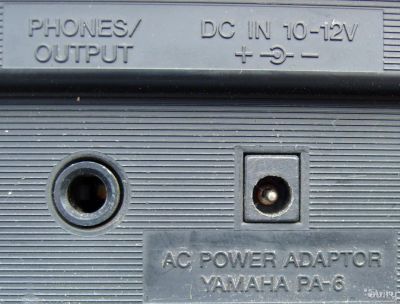 PHONES/
OUTPUT
DC IN 10-12V
AC POWER ADAPTOR
YAMAHA PA-6